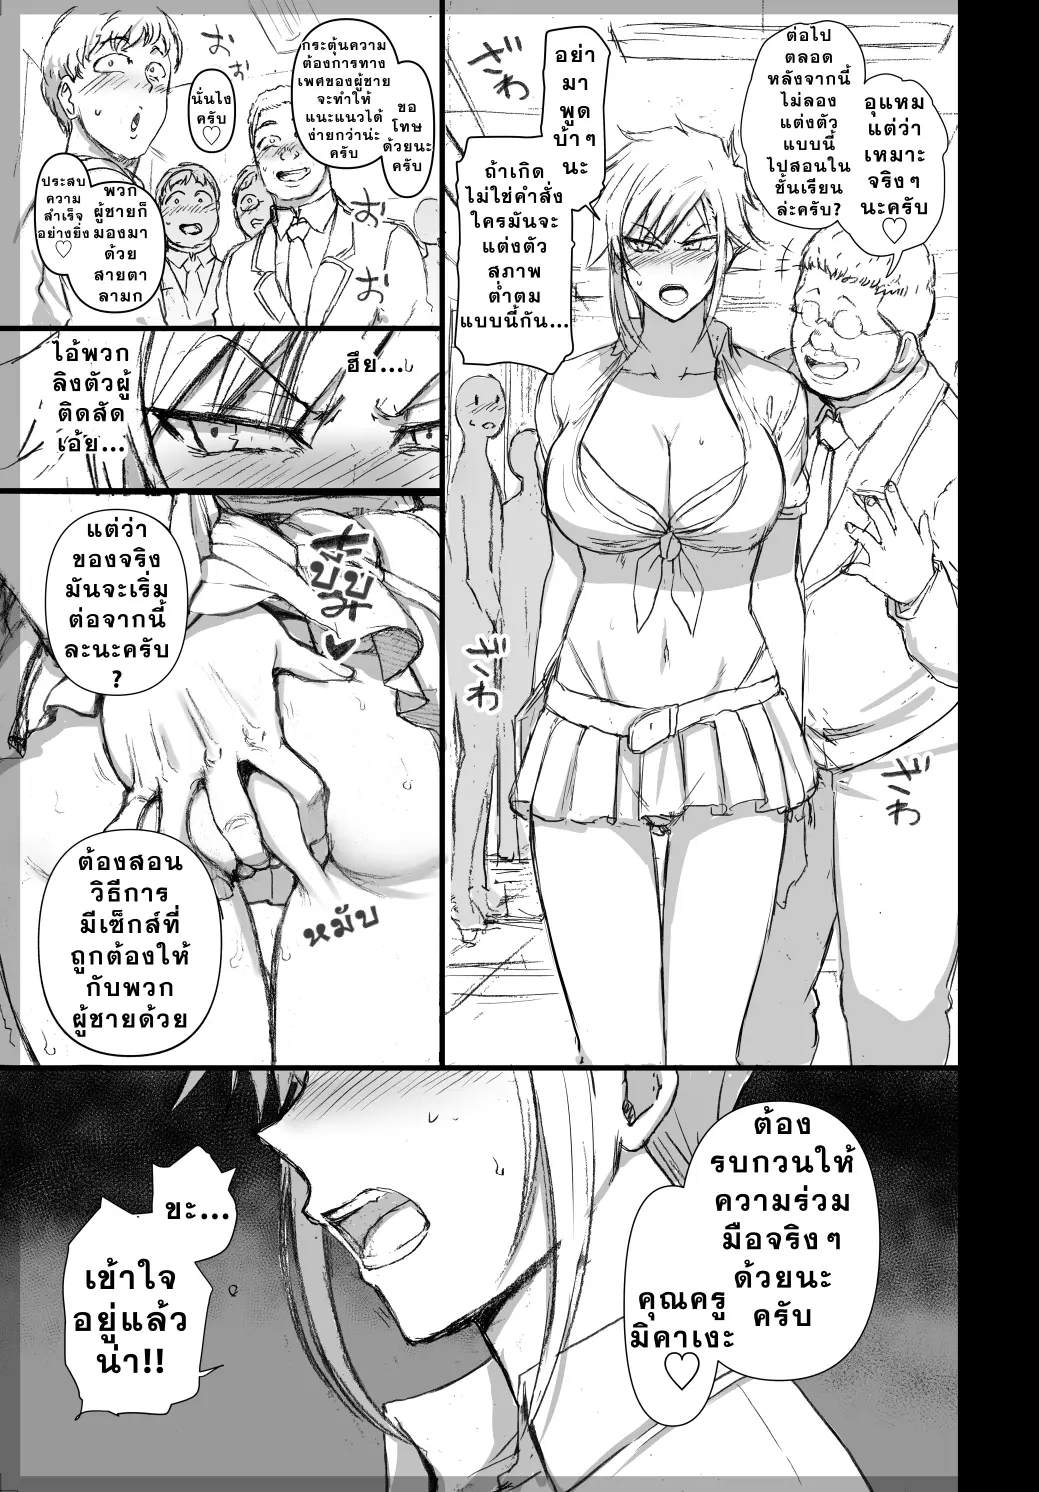 อุแหม
แต่ว่า
เหมาะ
จริงๆ
นะครับ
♡
ต่อไป
ตลอด
หลังจากนี้
ไม่ลอง
แต่งตัว
แบบนี้
ไปสอนใน
ชั้นเรียน
ล่ะครับ?
อย่า
มา
พูด
บ้าๆ
นะ
ถ้าเกิด
ไม่ใช่คำสั่ง
ใครมันจะ
แต่งตัว
สภาพ
ต่ำตม
แบบนี้กัน...
ざわ
ざわ
ざわ
ขอ
โทษ
ด้วยนะ
ครับ
กระตุ้นความ
ต้องการทาง
เพศของผู้ชาย
จะทำให้
แนะแนวได้
ง่ายกว่าน่ะ
ครับ
นั่นไง
ครับ
♡
พวก
ผู้ชายก็
มองมา
ด้วย
สายตา
ลามก
ประสบ
ความ
สำเร็จ
อย่างยิ่ง
♡
おお
おお
ฮึย...
ไอ้พวก
ลิงตัวผู้
ติดสัด
เอ้ย...
แต่ว่า
ของจริง
มันจะเริ่ม
ต่อจากนี้
ละนะครับ
?
หมับ
ต้องสอน
วิธีการ
มีเซ็กส์ที่
ถูกต้องให้
กับพวก
ผู้ชายด้วย
ต้อง
รบกวนให้
ความร่วม
มือจริงๆ
ด้วยนะ
ครับ
คุณครู
มิคาเงะ
♡
ขะ...
เข้าใจ
อยู่แล้ว
น่า!!